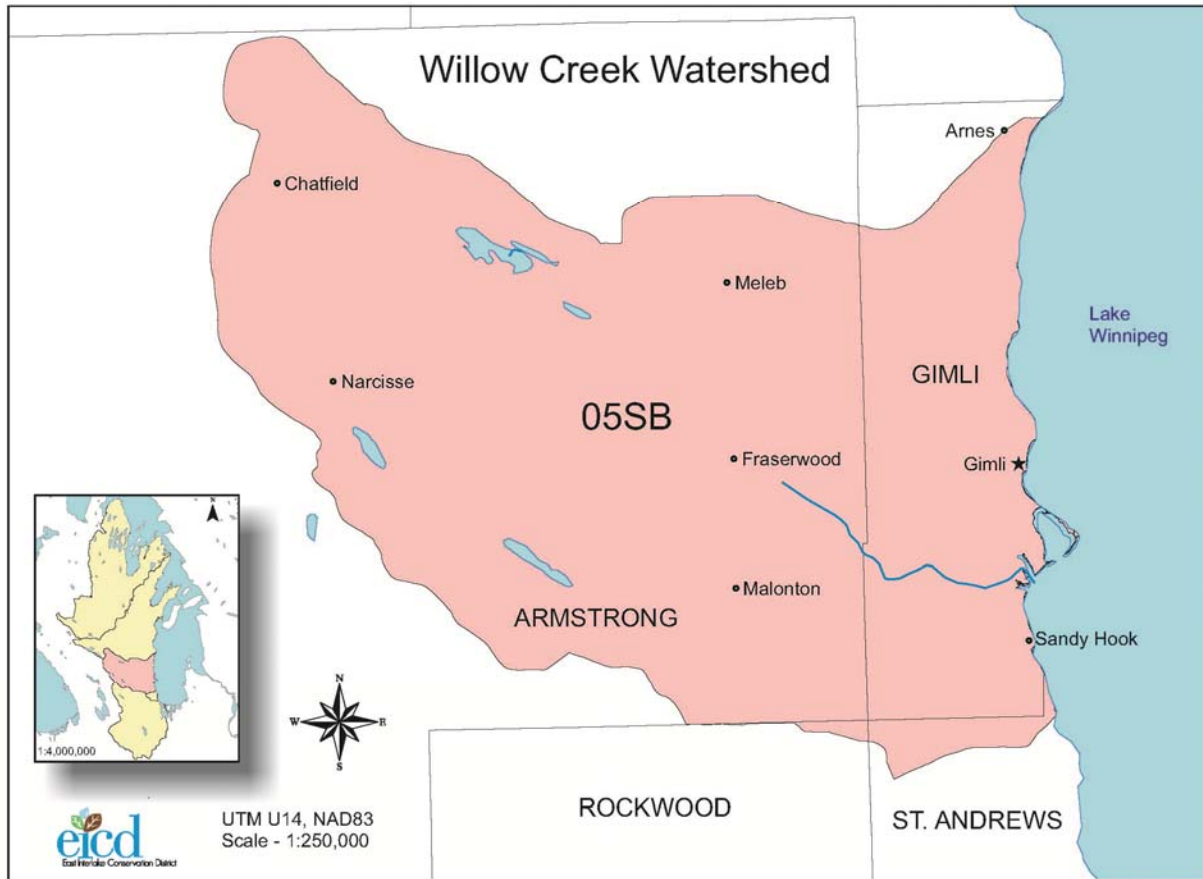 Willow Creek Watershed
Arnes
Chatfield
Meleb
Lake
Winnipeg
GIMLI
Narcisse
05SB
Fraserwood
Gimli
Malonton
ARMSTRONG
Sandy Hook
N
1:4,000,000
N
W
E
S
ROCKWOOD
ST. ANDREWS
UTM U14, NAD83
Scale - 1:250,000
eicd
East Interlake Conservation District